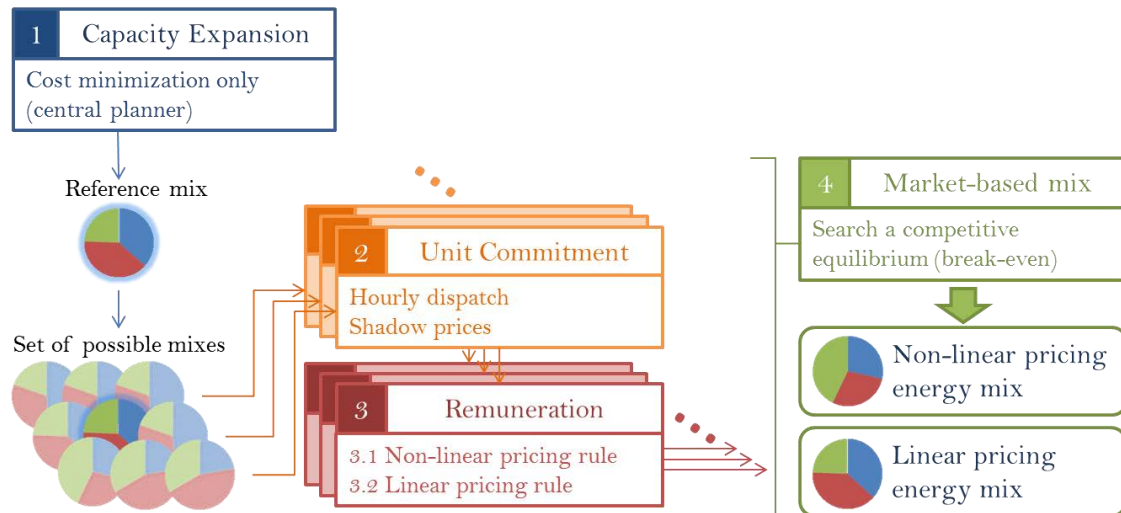 1 Capacity Expansion
Cost minimization only
(central planner)
Reference mix
Set of possible mixes
2 Unit Commitment
Hourly dispatch
Shadow prices
3 Remuneration
3.1 Non-linear pricing rule
3.2 Linear pricing rule
4 Market-based mix
Search a competitive
equilibrium (break-even)
Non-linear pricing
energy mix
Linear pricing
energy mix